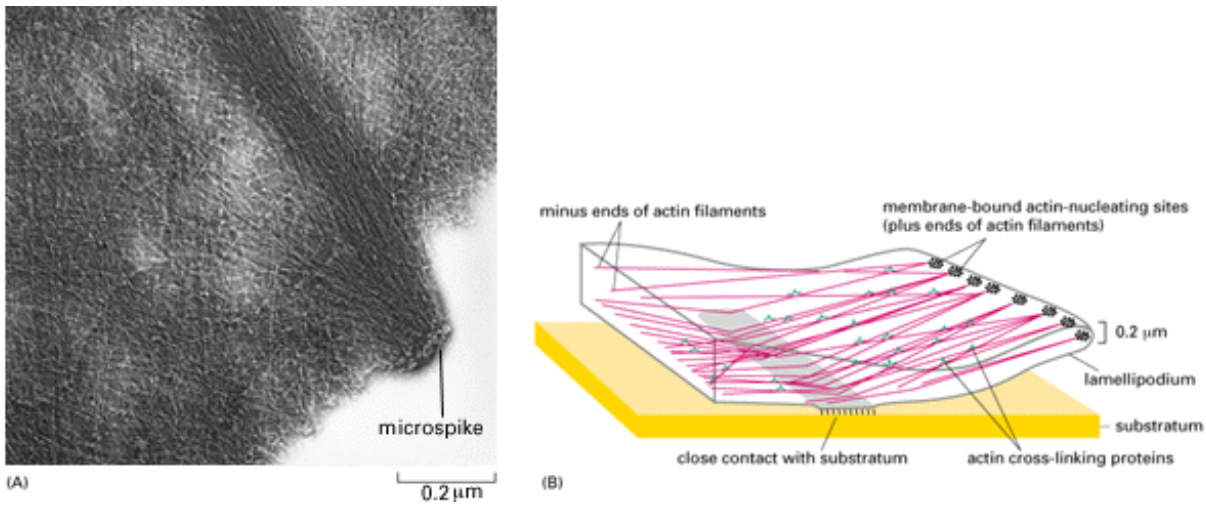 microspike
(A)
0.2 μm
minus ends of actin filaments
membrane-bound actin-nucleating sites
(plus ends of actin filaments)
0.2 μm
lamellipodium
substratum
close contact with substratum
actin cross-linking proteins
(B)